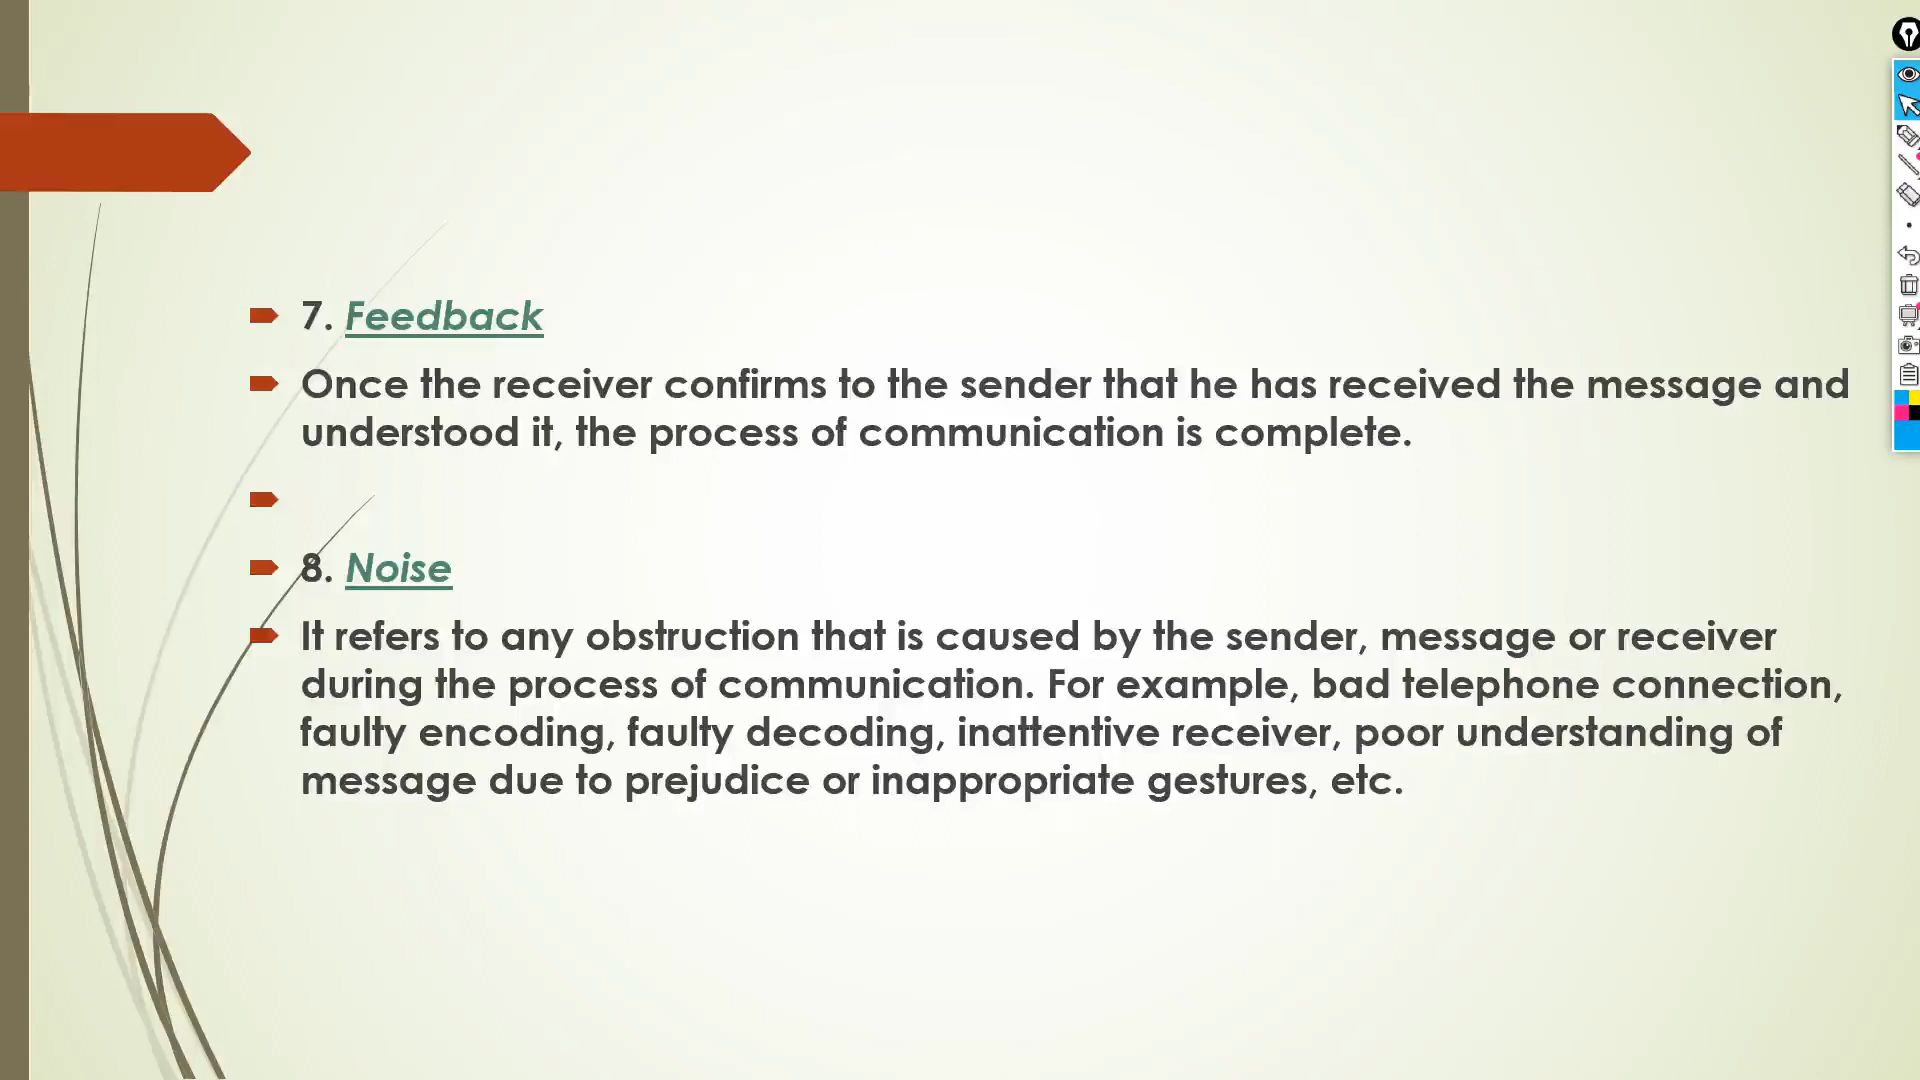 7. Feedback
Once the receiver confirms to the sender that he has received the message and
understood it, the process of communication is complete.
8. Noise
It refers to any obstruction that is caused by the sender, message or receiver
during the process of communication. For example, bad telephone connection,
faulty encoding, faulty decoding, inattentive receiver, poor understanding of
message due to prejudice or inappropriate gestures, etc.